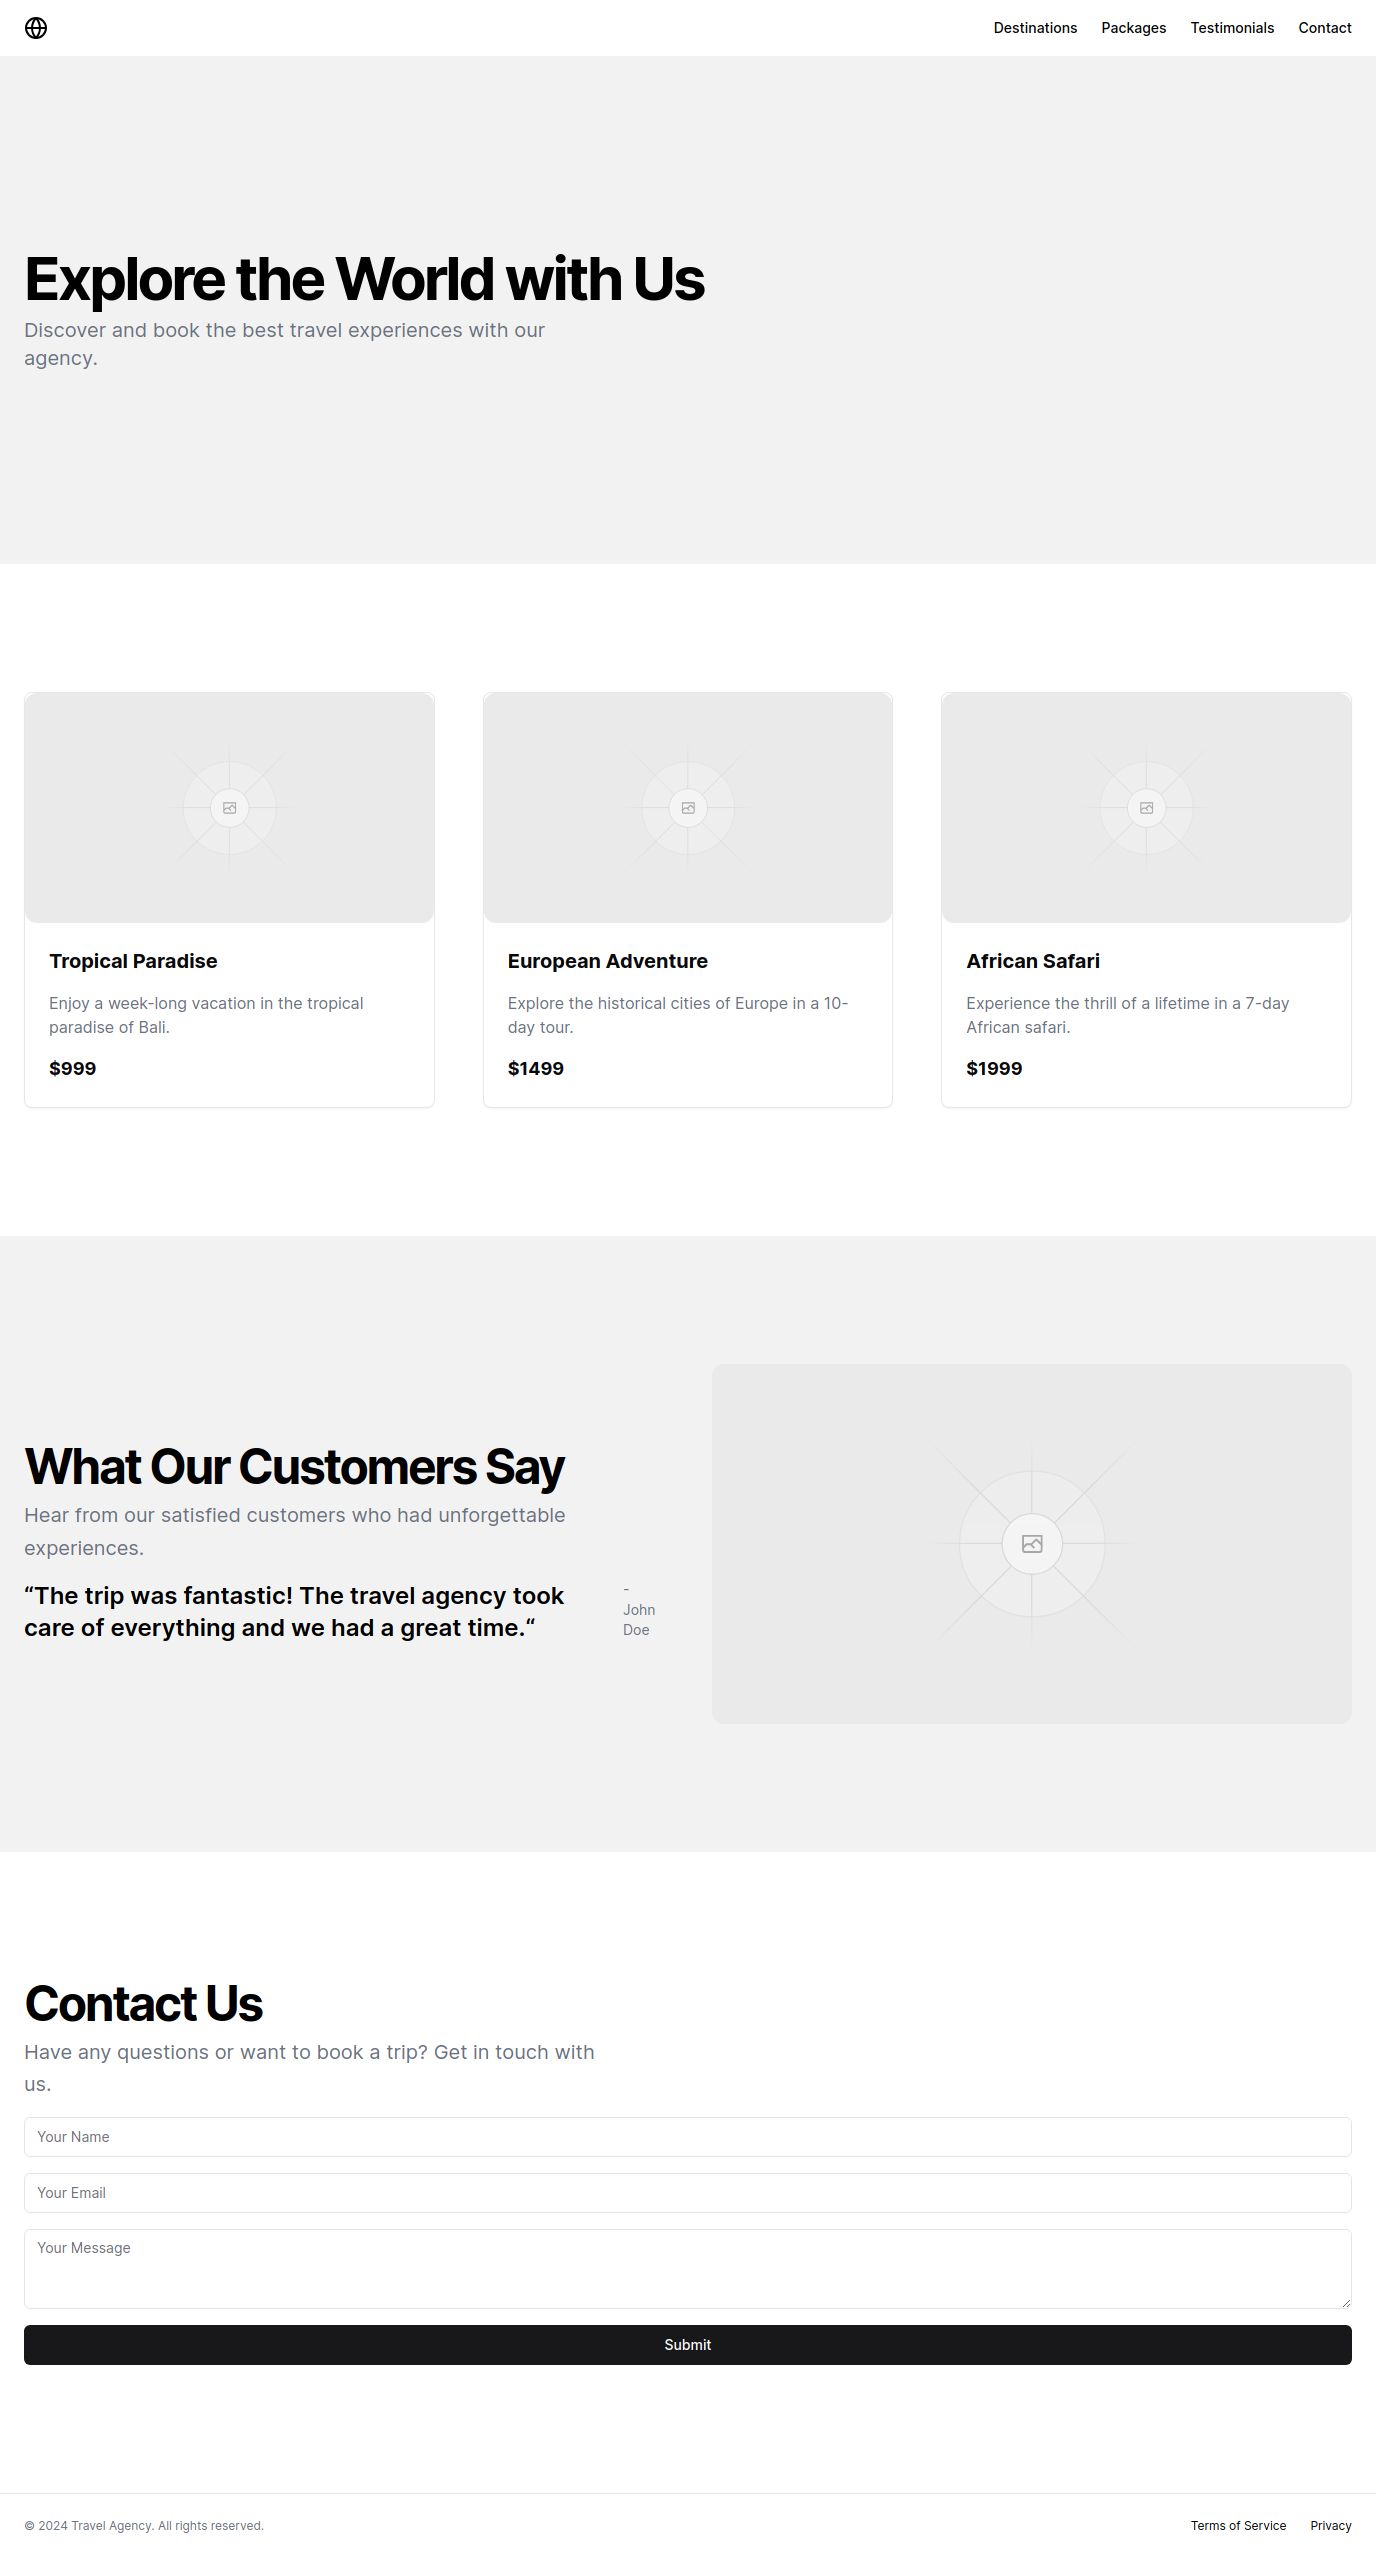 Destinations Packages Testimonials Contact
Explore the World with Us
Discover and book the best travel experiences with our
agency.
Tropical Paradise
Enjoy a week-long vacation in the tropical
paradise of Bali.
$999
European Adventure
Explore the historical cities of Europe in a 10-
day tour.
$1499
African Safari
Experience the thrill of a lifetime in a 7-day
African safari.
$1999
What Our Customers Say
Hear from our satisfied customers who had unforgettable
experiences.
“The trip was fantastic! The travel agency took
care of everything and we had a great time.“
-
John
Doe
Contact Us
Have any questions or want to book a trip? Get in touch with
us.
Your Name
Your Email
Your Message
Submit
© 2024 Travel Agency. All rights reserved.
Terms of Service Privacy